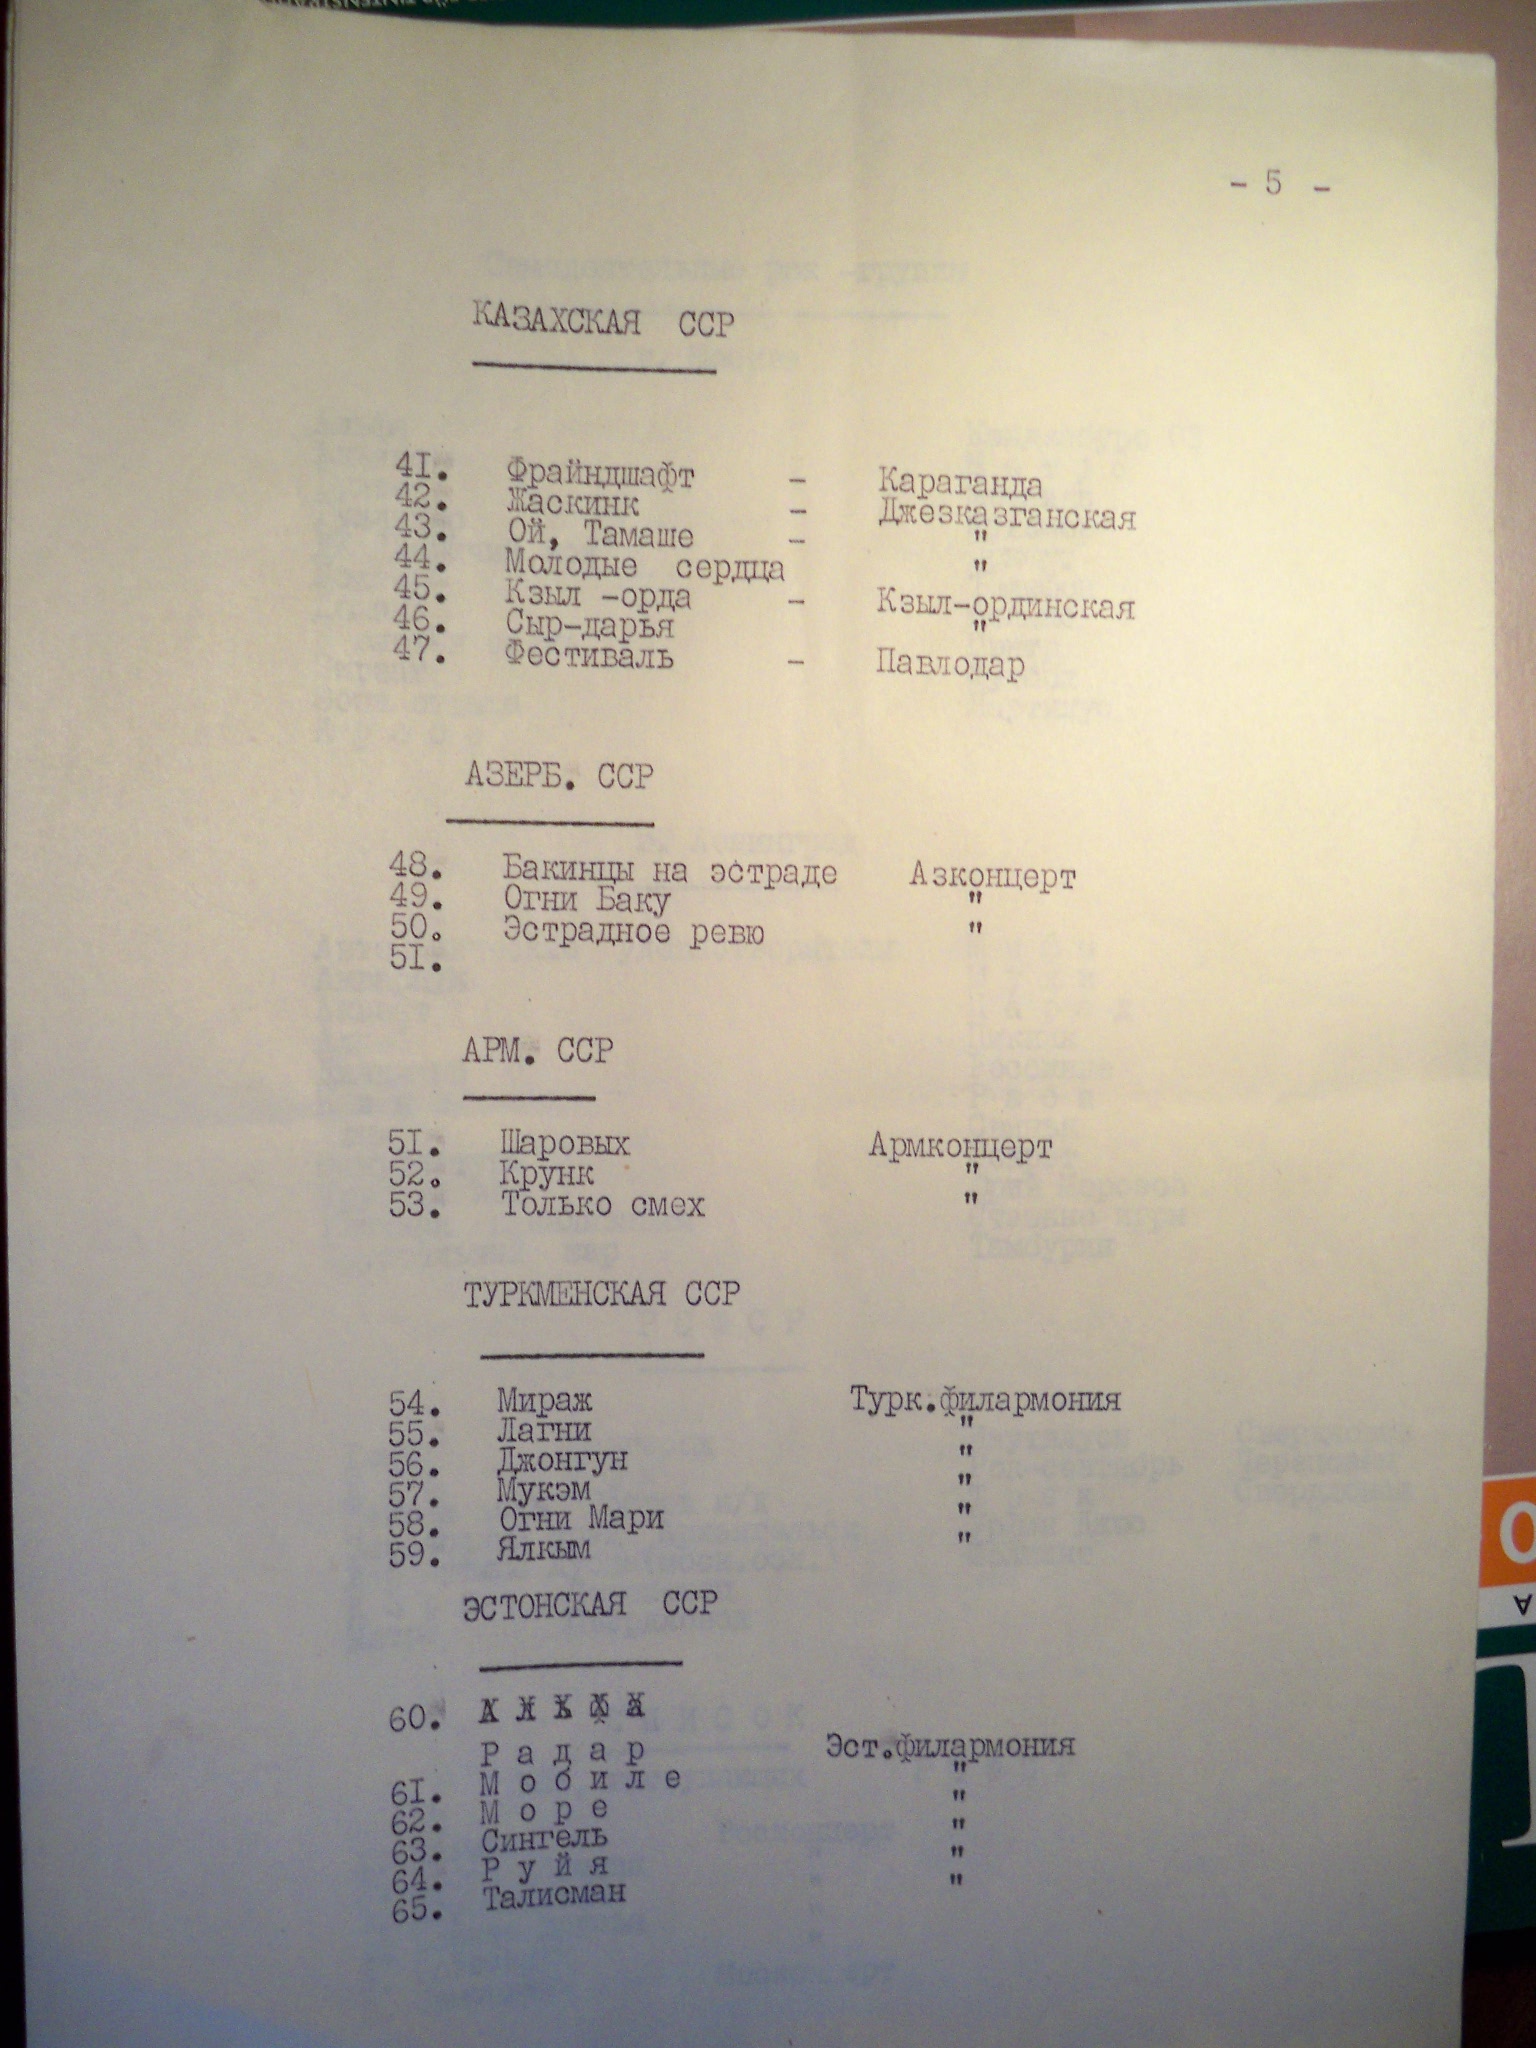 - 5 -
КАЗАХСКАЯ ССР
41. Фрайндшафт - Караганда
42. Жаскинк - Джезказганская
43. Ой, Тамаше - "
44. Молодые сердца "
45. Кзыл -орда - Кзыл-ординская
46. Сыр-дарья "
47. Фестиваль - Павлодар
АЗЕРБ. ССР
48. Бакинцы на эстраде Азконцерт
49. Огни Баку "
50. Эстрадное ревю "
51.
АРМ. ССР
51. Шаровых Армконцерт
52. Крунк "
53. Только смех "
ТУРКМЕНСКАЯ ССР
54. Мираж Турк.филармония
55. Лагни "
56. Джонгун "
57. Мукэм "
58. Огни Мари "
59. Ялкым "
ЭСТОНСКАЯ ССР
60.
Р а д а р Эст.филармония
61. М о б и л е "
62. М о р е "
63. Сингель "
64. Р у й я "
65. Талисман "